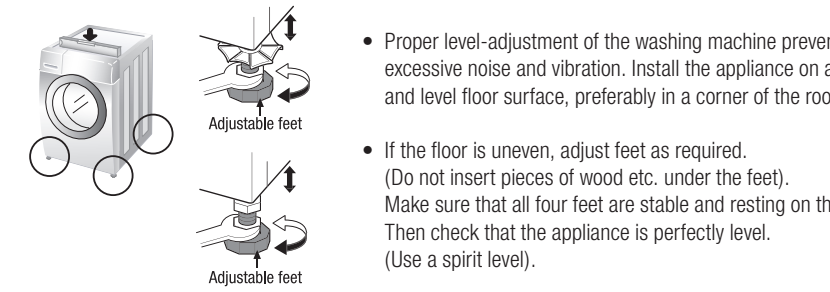 Adjustable feet
Adjustable feet
• Proper level-adjustment of the washing machine
excessive noise and vibration. Install the appliance on
and level floor surface, preferably in a corner of the
• If the floor is uneven, adjust feet as required.
(Do not insert pieces of wood etc. under the feet).
Make sure that all four feet are stable and resting on
Then check that the appliance is perfectly level.
(Use a spirit level).